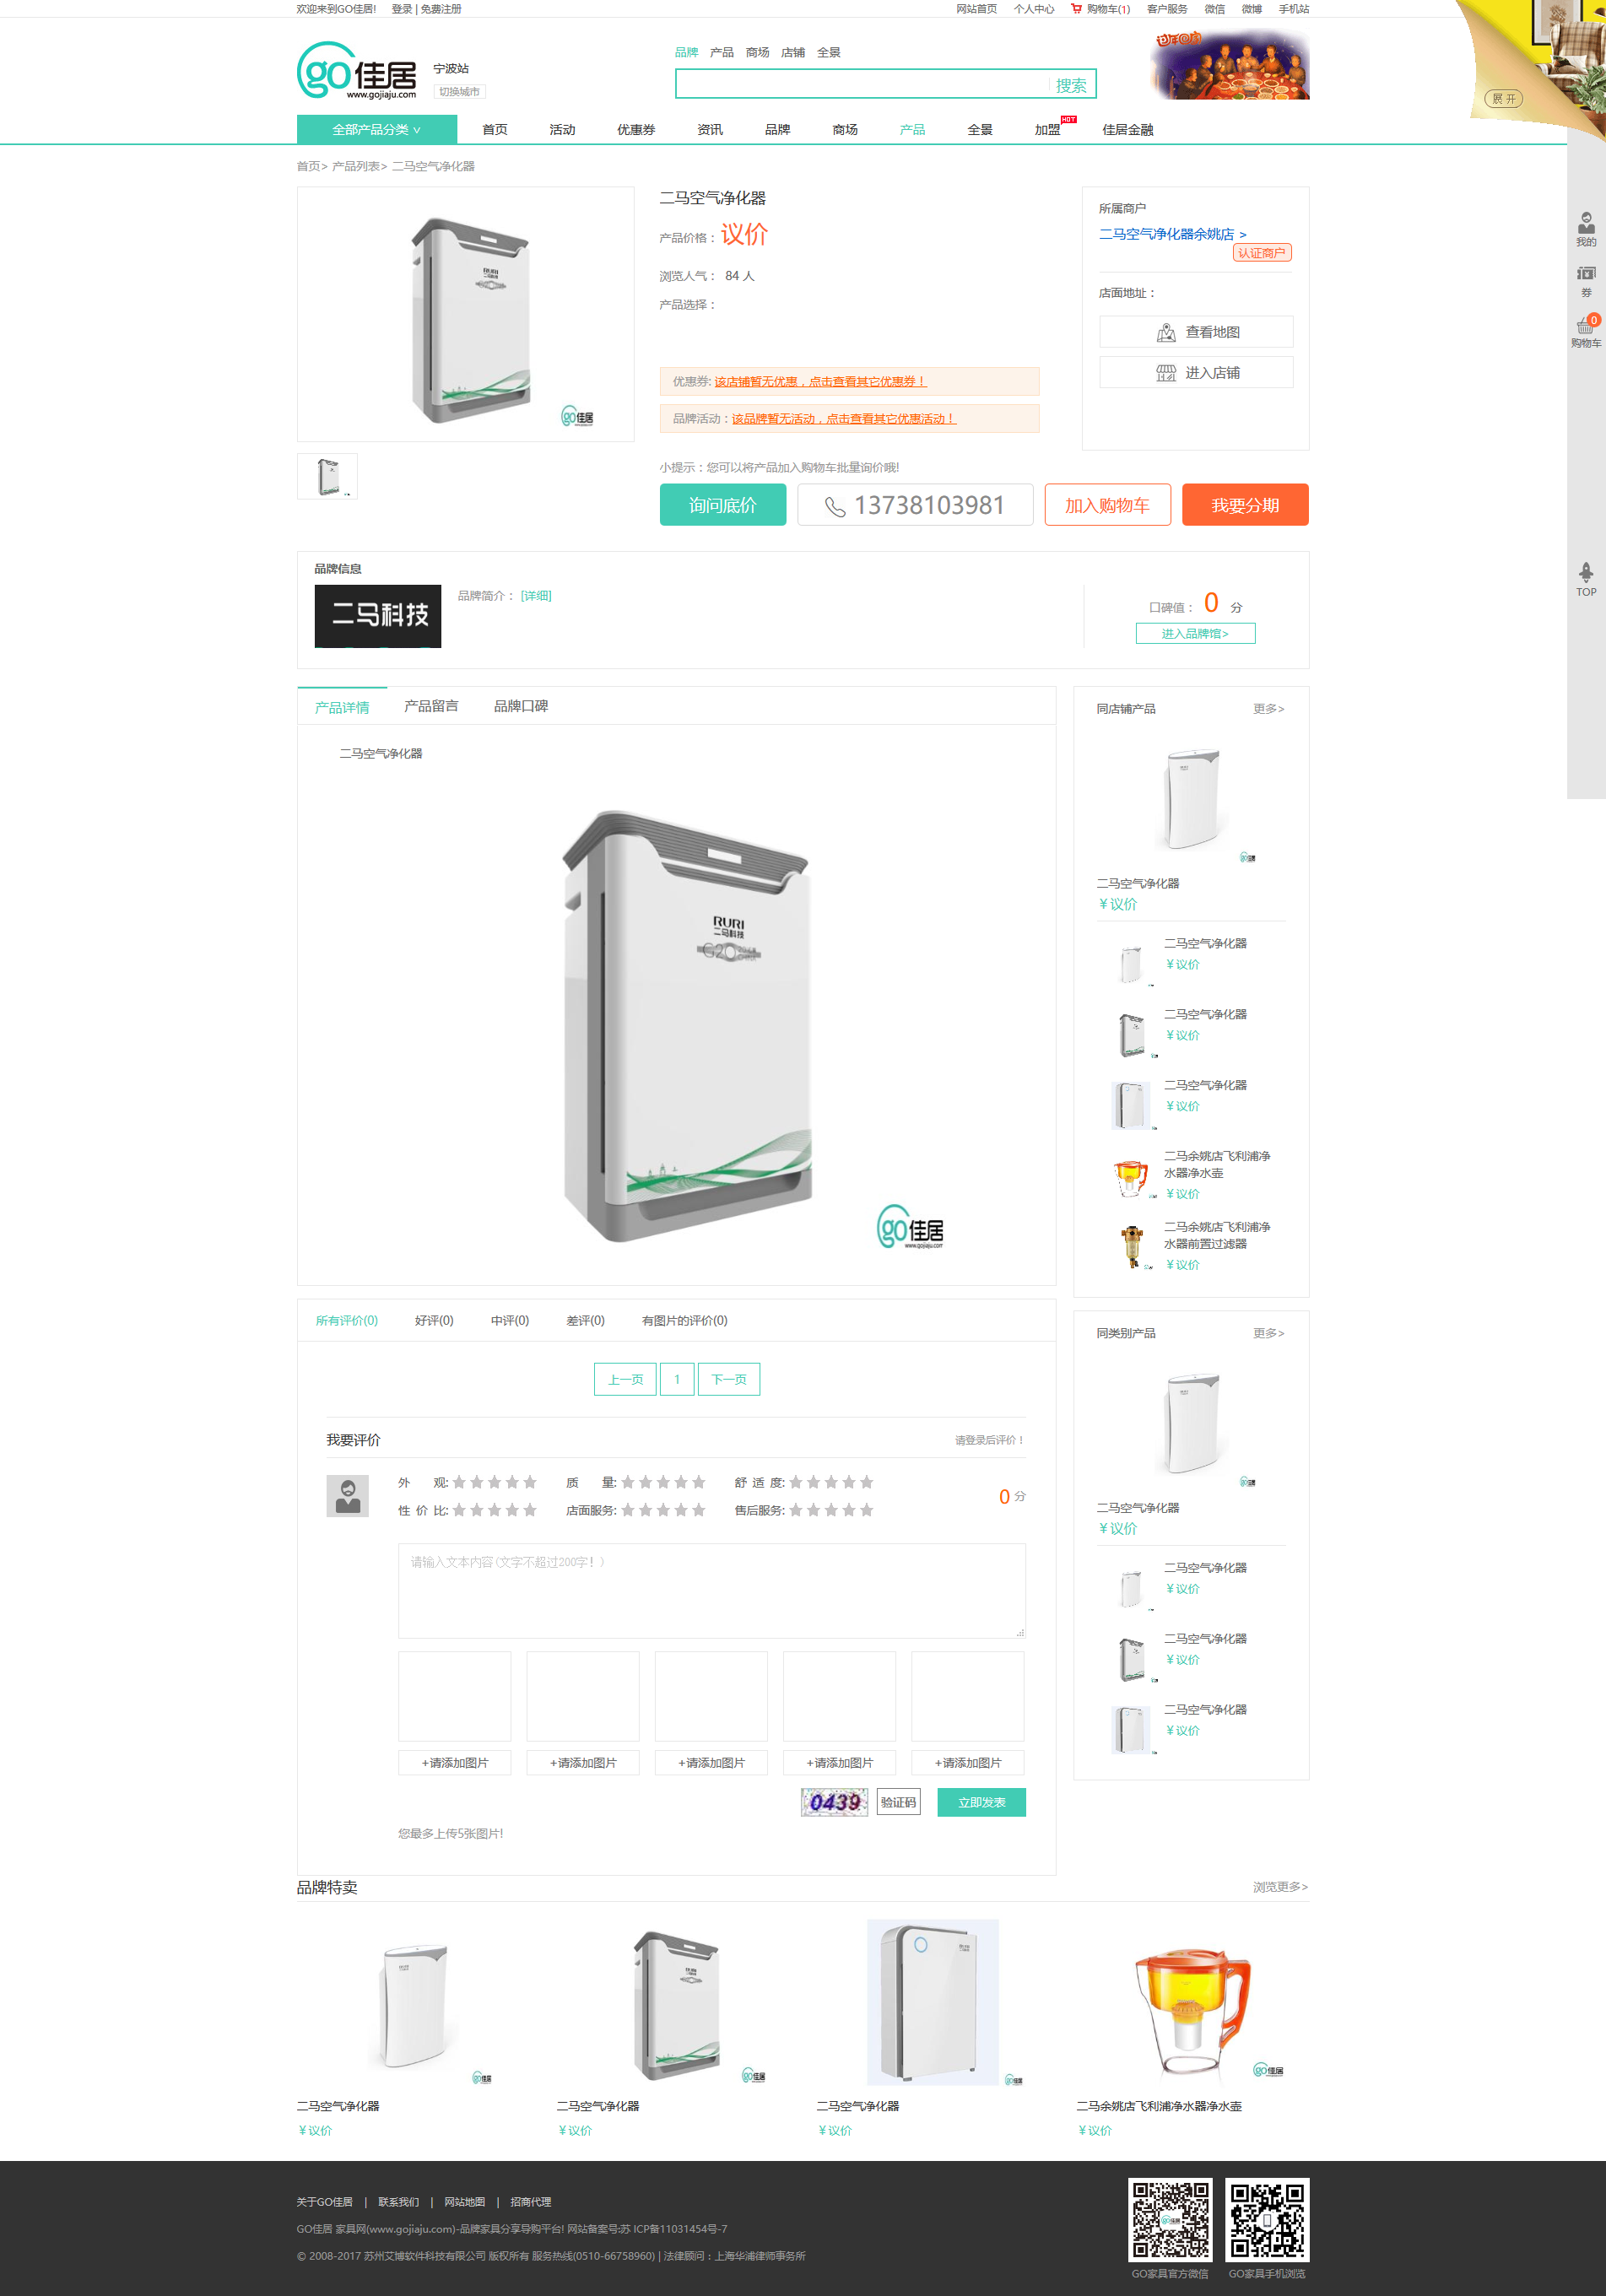 欢迎来到GO佳居! 登录 | 免费注册
网站首页 个人中心 购物车(1) 客户服务 微信 微博 手机站
展 开
go佳居
www.gojiaju.com
宁波站
切换城市
品牌 产品 商场 店铺 全景
搜索
全部产品分类 首页 活动 优惠券 资讯 品牌 商场 产品 全景 加盟 HOT 佳居金融
首页> 产品列表> 二马空气净化器
我的
券
0
购物车
TOP
RURI
go佳居
二马空气净化器
产品价格： 议价
浏览人气： 84 人
产品选择：
优惠券: 该店铺暂无优惠，点击查看其它优惠券！
品牌活动：该品牌暂无活动，点击查看其它优惠活动！
小提示：您可以将产品加入购物车批量询价哦!
询问底价 13738103981 加入购物车 我要分期
所属商户
二马空气净化器余姚店 >
认证商户
店面地址：
查看地图
进入店铺
品牌信息
二马科技
品牌简介： [详细]
口碑值： 0 分
进入品牌馆>
产品详情 产品留言 品牌口碑
二马空气净化器
RURI
二马科技
go佳居
www.gojiaju.com
同店铺产品 更多>
go佳居
二马空气净化器
￥议价
二马空气净化器
￥议价
二马空气净化器
￥议价
二马空气净化器
￥议价
二马余姚店飞利浦净
水器净水壶
￥议价
二马余姚店飞利浦净
水器前置过滤器
￥议价
所有评价(0) 好评(0) 中评(0) 差评(0) 有图片的评价(0)
上一页 1 下一页
我要评价 请登录后评价！
外 观: 质 量: 舒 适 度:
性 价 比: 店面服务: 售后服务:
0 分
请输入文本内容(文字不超过200字！)
+请添加图片 +请添加图片 +请添加图片 +请添加图片 +请添加图片
0439 验证码 立即发表
您最多上传5张图片!
同类别产品 更多>
go佳居
二马空气净化器
￥议价
二马空气净化器
￥议价
二马空气净化器
￥议价
二马空气净化器
￥议价
品牌特卖 浏览更多>
go佳居 go佳居 go佳居 go佳居
二马空气净化器 二马空气净化器 二马空气净化器 二马余姚店飞利浦净水器净水壶
￥议价 ￥议价 ￥议价 ￥议价
关于GO佳居 | 联系我们 | 网站地图 | 招商代理
GO佳居 家具网(www.gojiaju.com)-品牌家具分享导购平台! 网站备案号:苏 ICP备11031454号-7
© 2008-2017 苏州艾博软件科技有限公司 版权所有 服务热线(0510-66758960) | 法律顾问：上海华浦律师事务所
GO家具官方微信 GO家具手机浏览